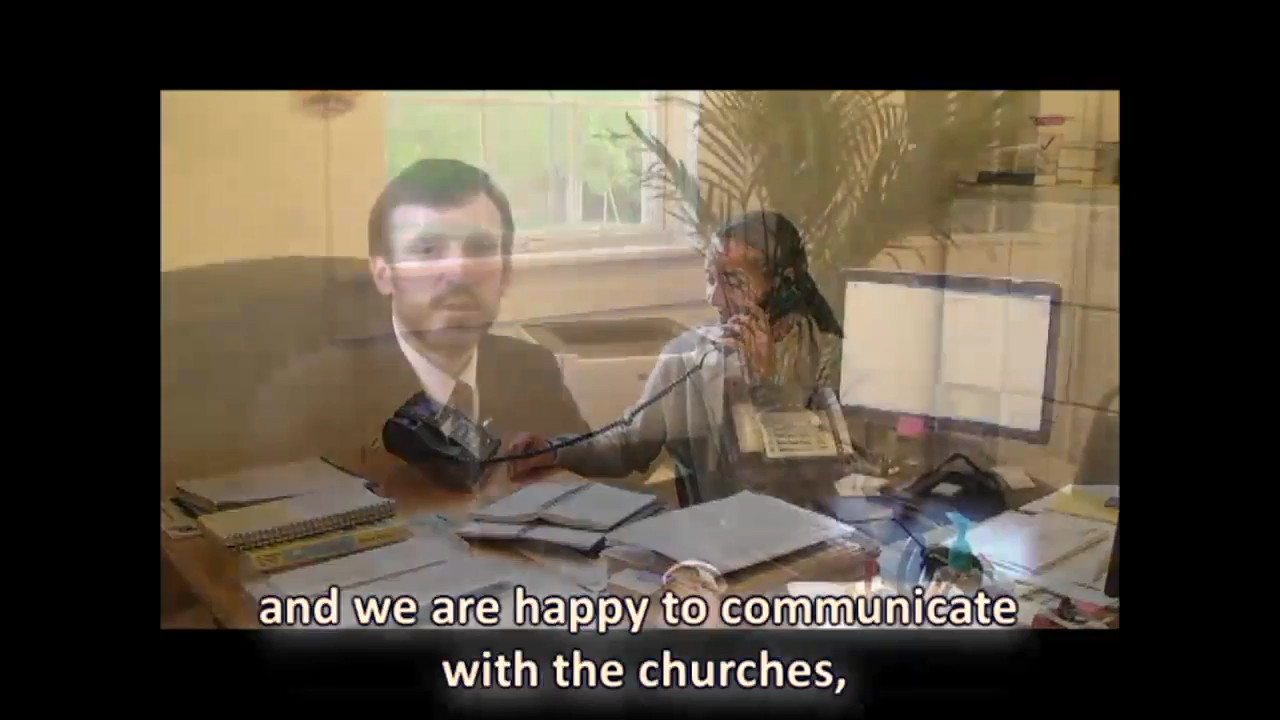 and we are happy to communicate
with the churches,